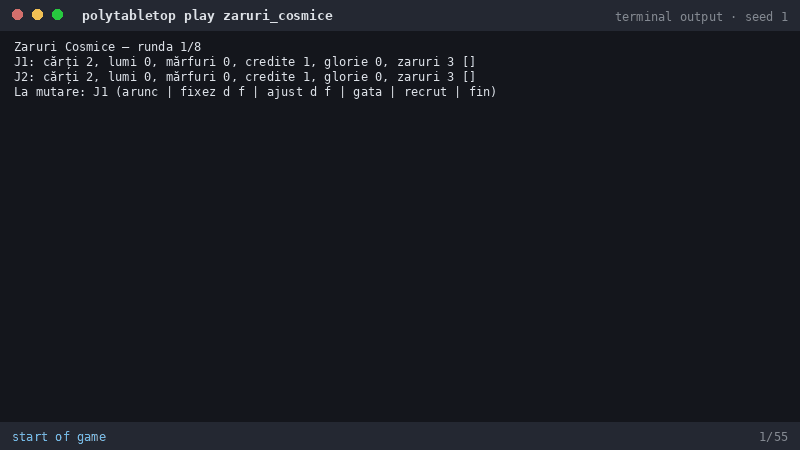 polytabletop play zaruri_cosmice
terminal output · seed 1
Zaruri Cosmice — runda 1/8
J1: cărți 2, lumi 0, mărfuri 0, credite 1, glorie 0, zaruri 3 []
J2: cărți 2, lumi 0, mărfuri 0, credite 1, glorie 0, zaruri 3 []
La mutare: J1 (arunc | fixez d f | ajust d f | gata | recrut | fin)
start of game
1/55